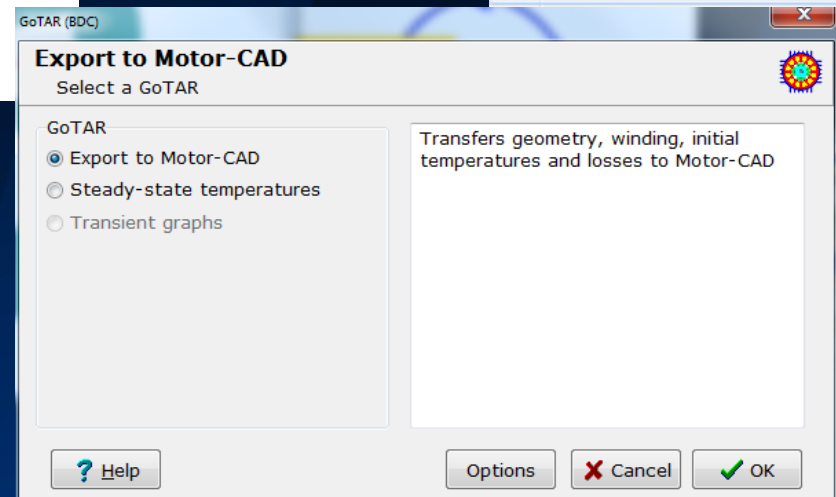 GoTAR (BDC)
x
Export to Motor-CAD
Select a GoTAR
GoTAR
Export to Motor-CAD
Steady-state temperatures
Transient graphs
Transfers geometry, winding, initial
temperatures and losses to Motor-CAD
? Help
Options
Cancel
OK